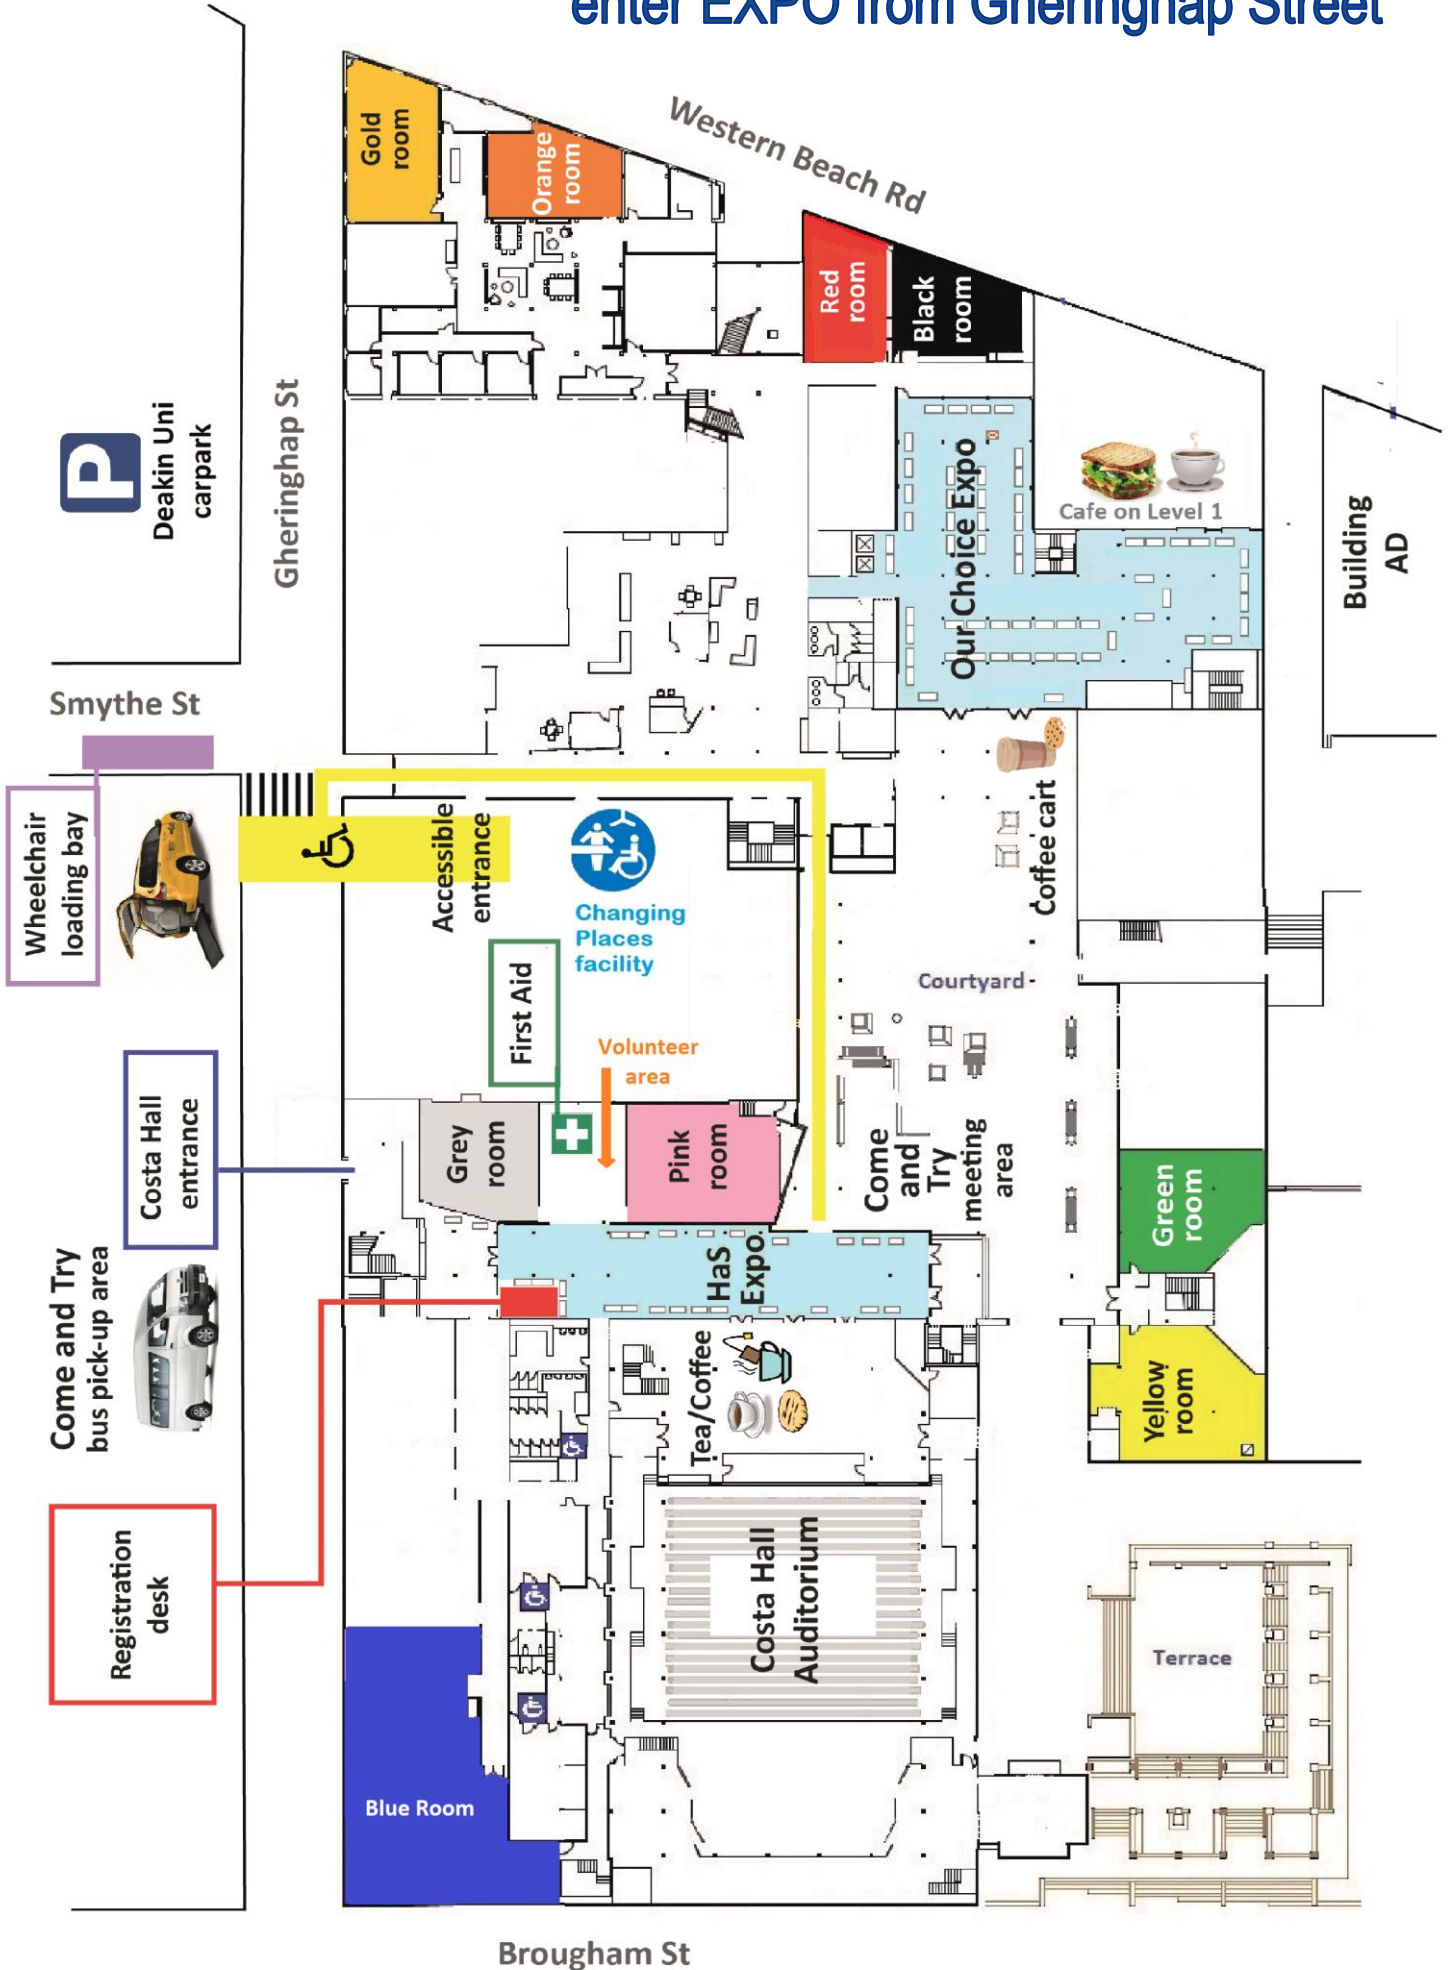 enter EXPO from Gheringhap Street
Western Beach Rd
Gold
room
Orange
room
Red
room
Black
room
P
Deakin Uni
carpark
Gheringhap St
Our Choice Expo
Cafe on Level 1
Building
AD
Smythe St
Wheelchair
loading bay
Accessible
entrance
Changing
Places
facility
Coffee cart
First Aid
Courtyard
Volunteer
area
Costa Hall
entrance
Grey
room
Pink
room
Come
and
Try
meeting
area
Green
room
Come and Try
bus pick-up area
HaS
Expo
Tea/Coffee
Yellow
room
Registration
desk
Costa Hall
Auditorium
Terrace
Blue Room
Brougham St